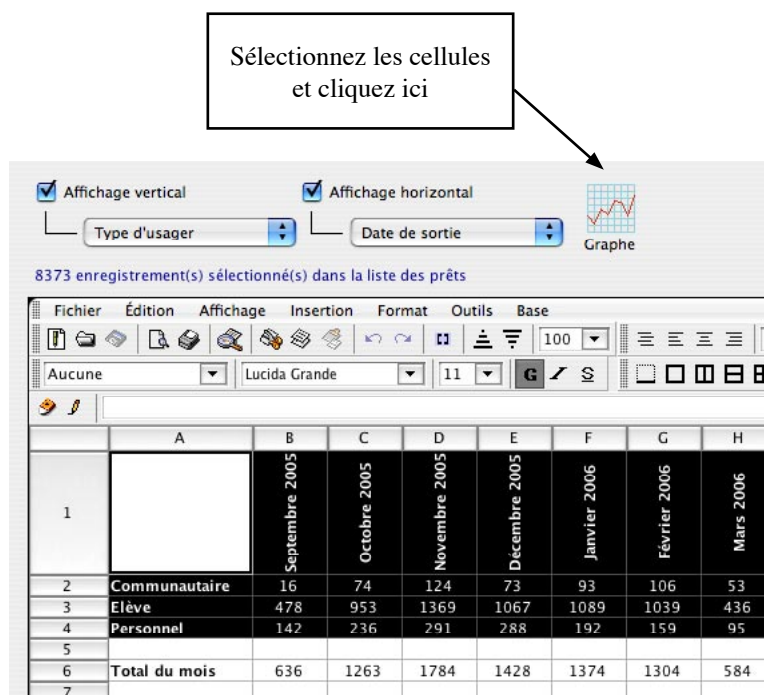 Sélectionnez les cellules
et cliquez ici
Affichage vertical
Affichage horizontal
Type d'usager
Date de sortie
Graphe
8373 enregistrement(s) sélectionné(s) dans la liste des prêts
Fichier Édition Affichage Insertion Format Outils Base
100
Aucune Lucida Grande 11 G I S
A B C D E F G H
1 Septembre 2005 Octobre 2005 Novembre 2005 Décembre 2005 Janvier 2006 Février 2006 Mars 2006
2 Communautaire 16 74 124 73 93 106 53
3 Elève 478 953 1369 1067 1089 1039 436
4 Personnel 142 236 291 288 192 159 95
5
6 Total du mois 636 1263 1784 1428 1374 1304 584
7